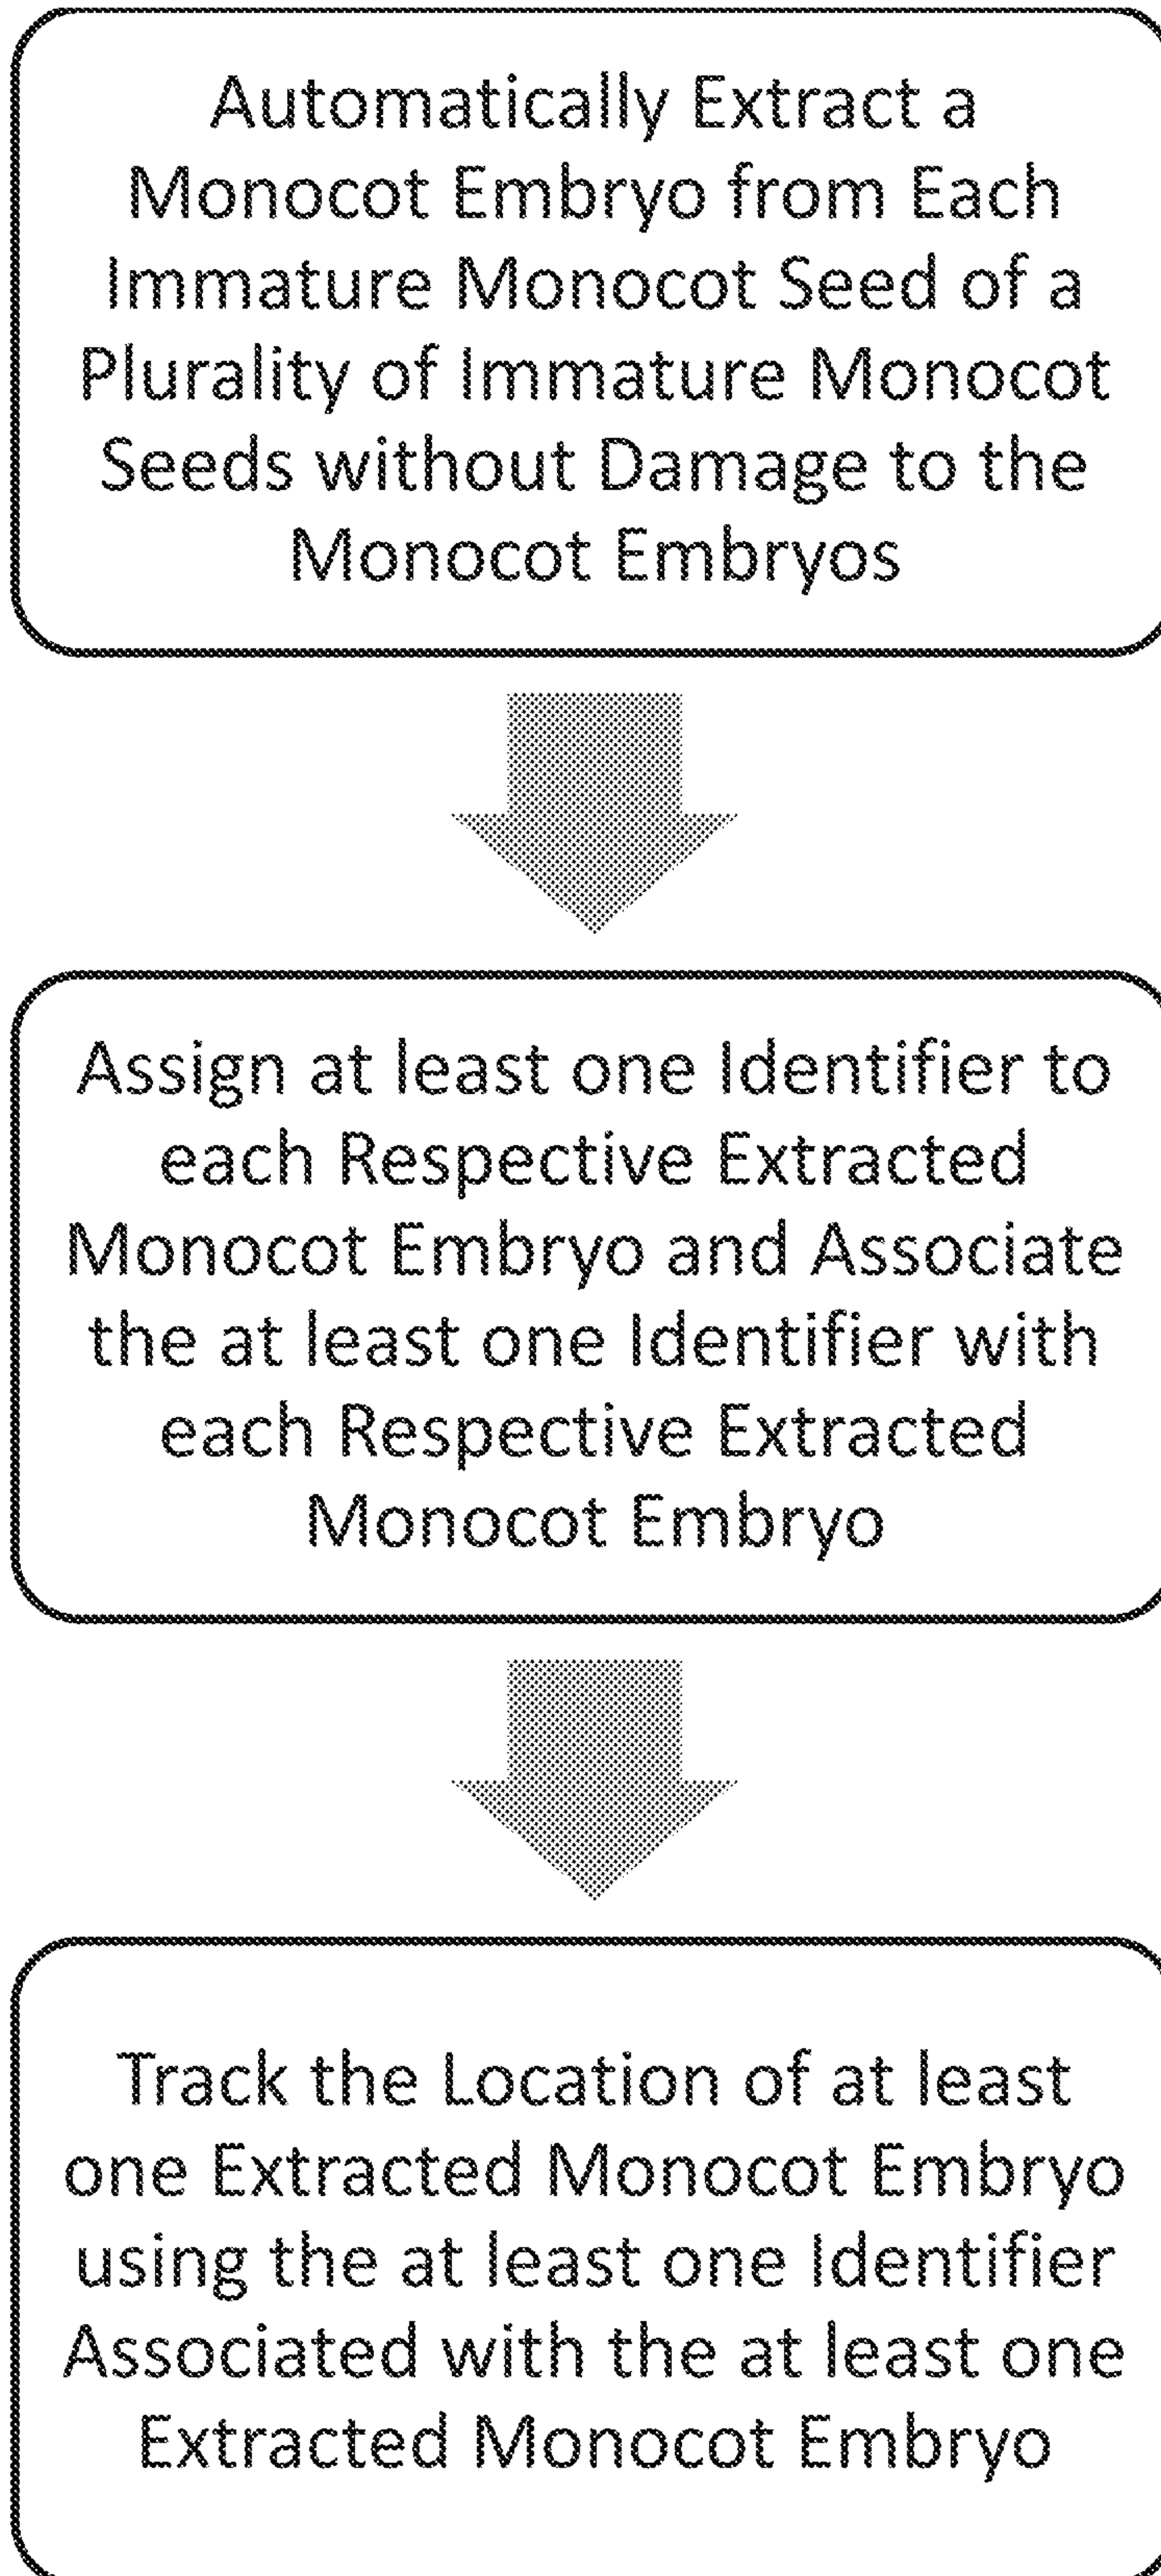 Automatically Extract a
Monocot Embryo from Each
Immature Monocot Seed of a
Plurality of Immature Monocot
Seeds without Damage to the
Monocot Embryos
Assign at least one Identifier to
each Respective Extracted
Monocot Embryo and Associate
the at least one Identifier with
each Respective Extracted
Monocot Embryo
Track the Location of at least
one Extracted Monocot Embryo
using the at least one Identifier
Associated with the at least one
Extracted Monocot Embryo